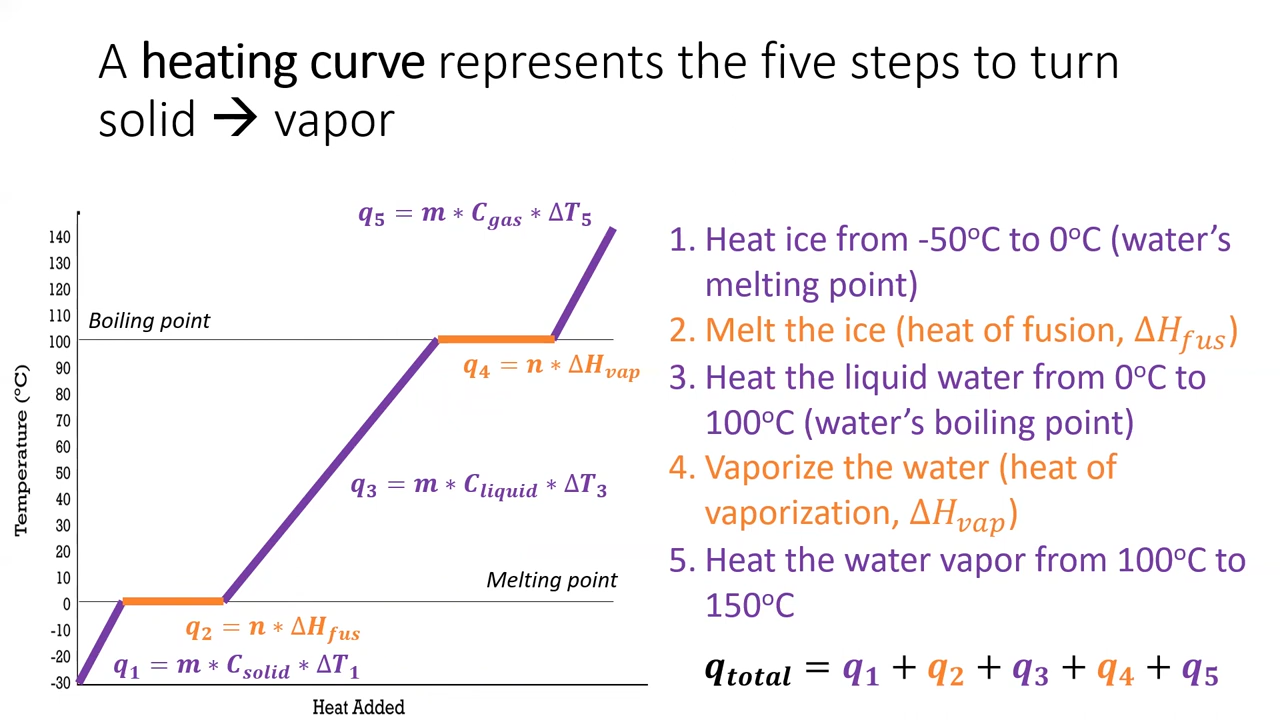 A heating curve represents the five steps to turn
solid → vapor
q₅ = m ∗ C_gas ∗ ΔT₅
140
130
120
110
Boiling point
100
90
q₄ = n ∗ ΔH_vap
80
70
60
50
q₃ = m ∗ C_liquid ∗ ΔT₃
40
30
20
10
Melting point
0
q₂ = n ∗ ΔH_fus
-10
-20
q₁ = m ∗ C_solid ∗ ΔT₁
-30
Temperature (°C)
Heat Added
1. Heat ice from -50°C to 0°C (water’s
melting point)
2. Melt the ice (heat of fusion, ΔH_fus)
3. Heat the liquid water from 0°C to
100°C (water’s boiling point)
4. Vaporize the water (heat of
vaporization, ΔH_vap)
5. Heat the water vapor from 100°C to
150°C
q_total = q₁ + q₂ + q₃ + q₄ + q₅